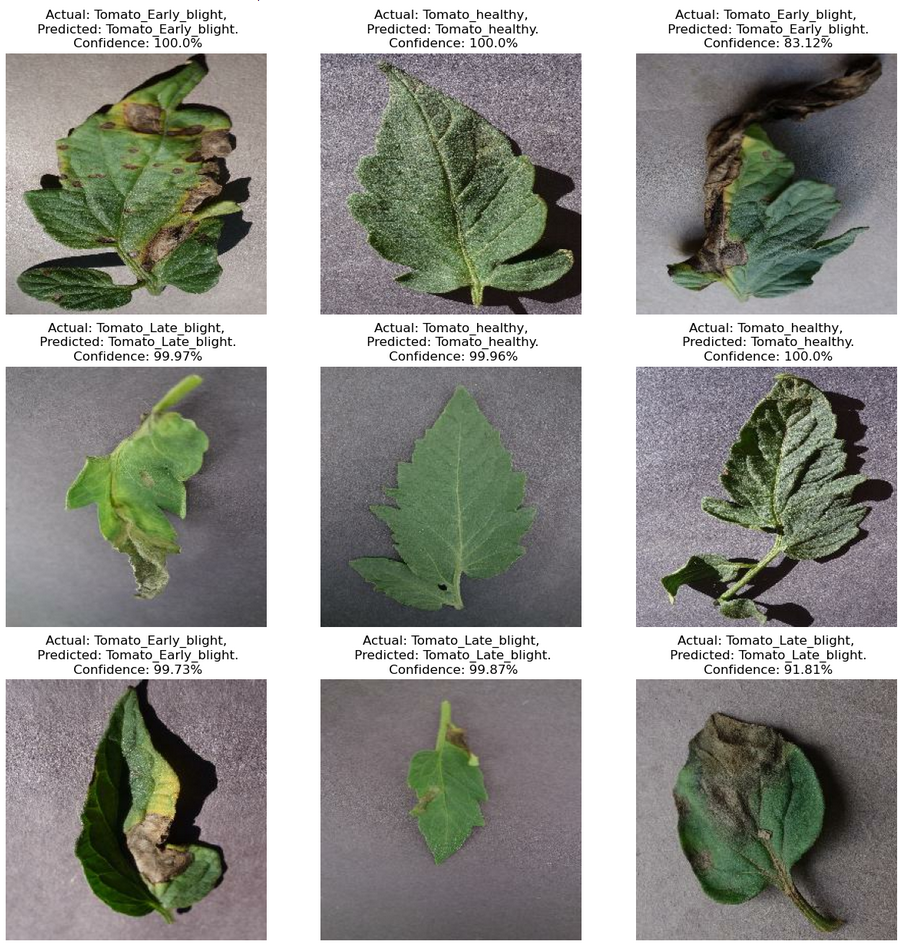 Actual: Tomato_Early_blight,
Predicted: Tomato_Early_blight.
Confidence: 100.0%
Actual: Tomato_healthy,
Predicted: Tomato_healthy.
Confidence: 100.0%
Actual: Tomato_Early_blight,
Predicted: Tomato_Early_blight.
Confidence: 83.12%
Actual: Tomato_Late_blight,
Predicted: Tomato_Late_blight.
Confidence: 99.97%
Actual: Tomato_healthy,
Predicted: Tomato_healthy.
Confidence: 99.96%
Actual: Tomato_healthy,
Predicted: Tomato_healthy.
Confidence: 100.0%
Actual: Tomato_Early_blight,
Predicted: Tomato_Early_blight.
Confidence: 99.73%
Actual: Tomato_Late_blight,
Predicted: Tomato_Late_blight.
Confidence: 99.87%
Actual: Tomato_Late_blight,
Predicted: Tomato_Late_blight.
Confidence: 91.81%